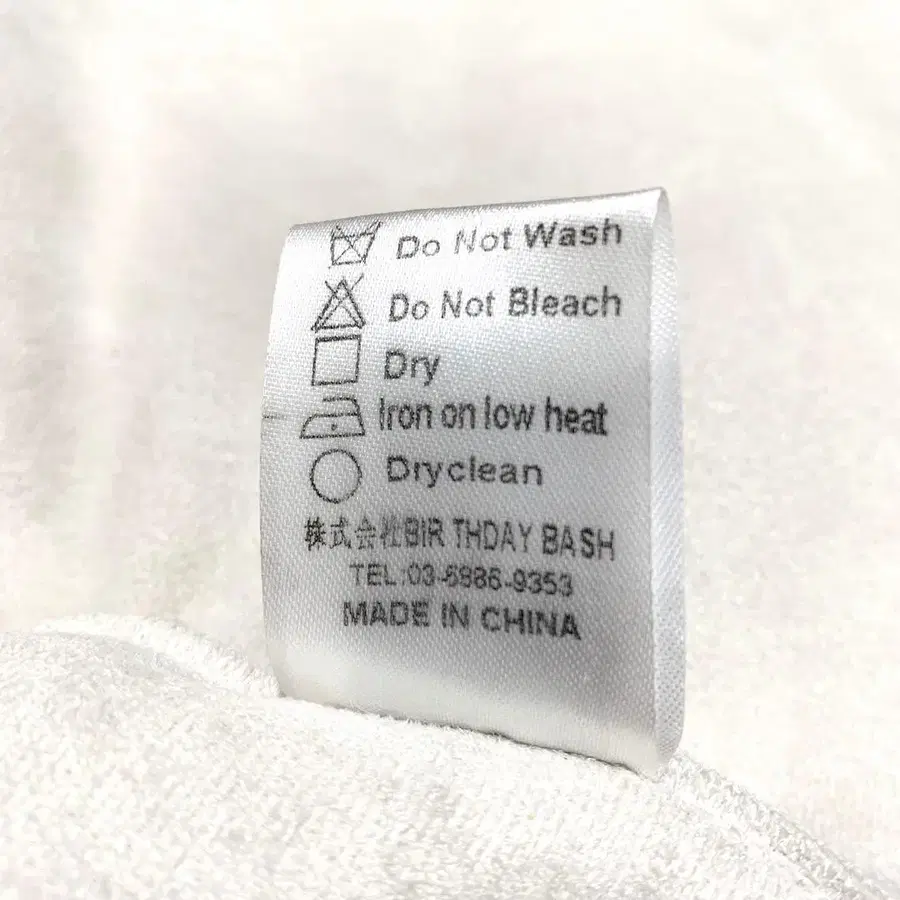 Do Not Wash
Do Not Bleach
Dry
Iron on low heat
Dryclean
株式会社BIR THDAY BASH
TEL:03-6886-9353
MADE IN CHINA